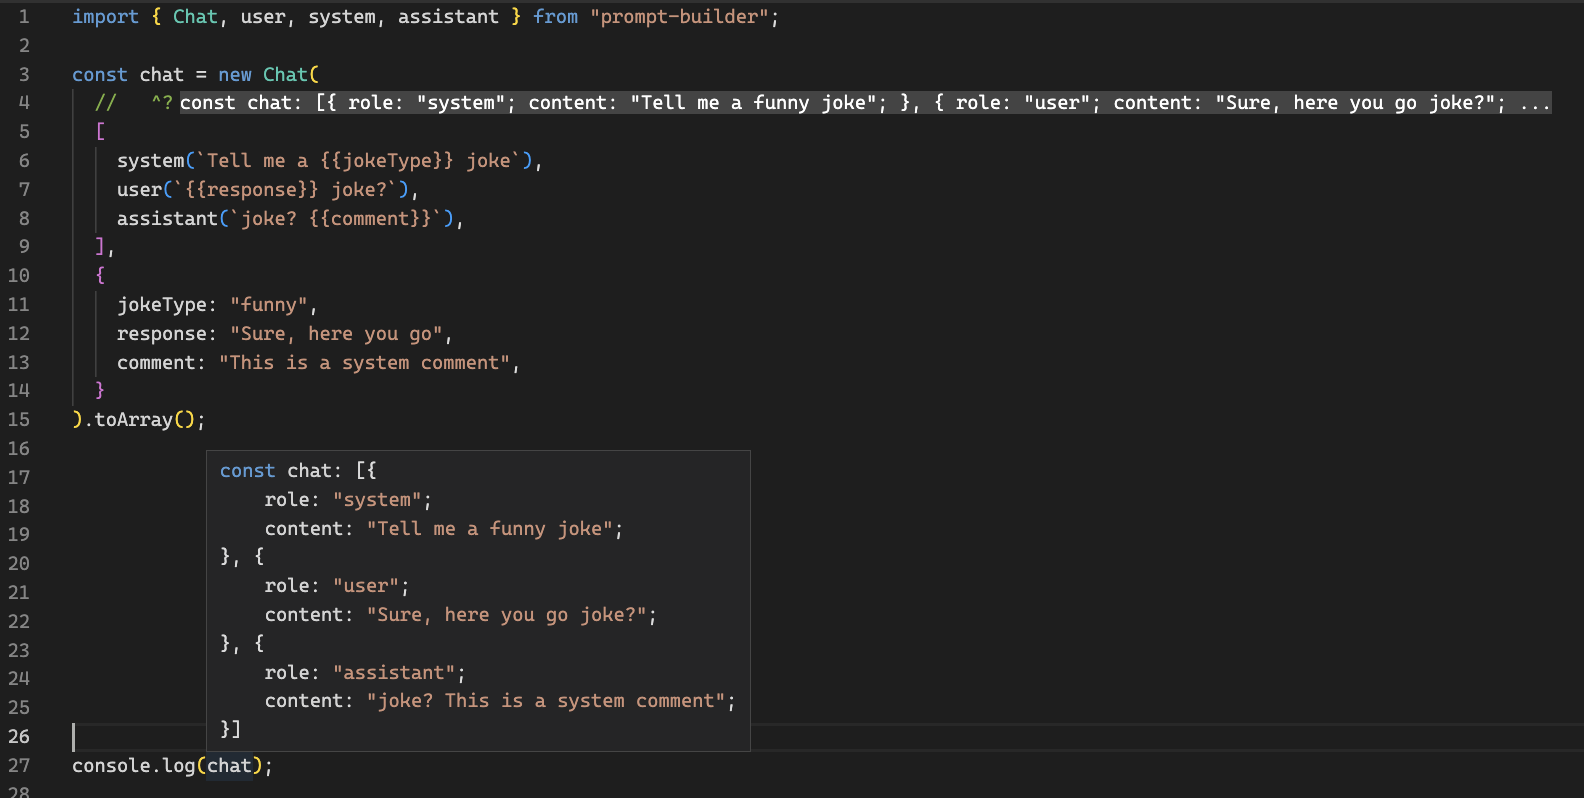 1 import { Chat, user, system, assistant } from "prompt-builder";
2
3 const chat = new Chat(
4 // ^? const chat: [{ role: "system"; content: "Tell me a funny joke"; }, { role: "user"; content: "Sure, here you go joke?"; ...
5 [
6 system(`Tell me a {{jokeType}} joke`),
7 user(`{{response}} joke?`),
8 assistant(`joke? {{comment}}`),
9 ],
10 {
11 jokeType: "funny",
12 response: "Sure, here you go",
13 comment: "This is a system comment",
14 }
15 ).toArray();
16
17
18
19
20
21
22
23
24
25
26
const chat: [{
role: "system";
content: "Tell me a funny joke";
}, {
role: "user";
content: "Sure, here you go joke?";
}, {
role: "assistant";
content: "joke? This is a system comment";
}]
27 console.log(chat);
28